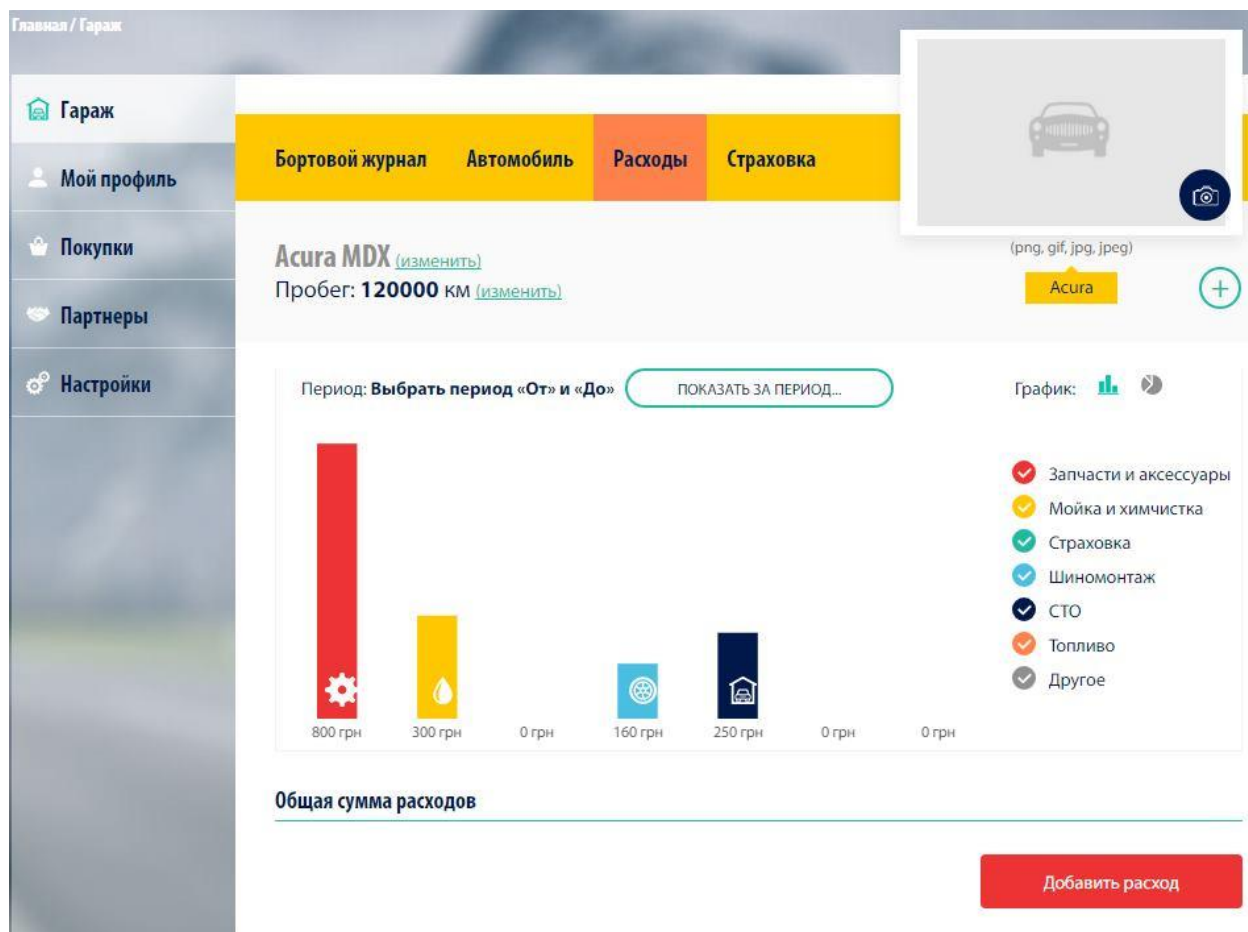 Главная / Гараж
Гараж
Мой профиль
Покупки
Партнеры
Настройки
Бортовой журнал Автомобиль Расходы Страховка
(png, gif, jpg, jpeg)
Acura
Acura MDX (изменить)
Пробег: 120000 км (изменить)
Период: Выбрать период «От» и «До» ПОКАЗАТЬ ЗА ПЕРИОД...
График:
Запчасти и аксессуары
Мойка и химчистка
Страховка
Шиномонтаж
СТО
Топливо
Другое
800 грн 300 грн 0 грн 160 грн 250 грн 0 грн 0 грн
Общая сумма расходов
Добавить расход